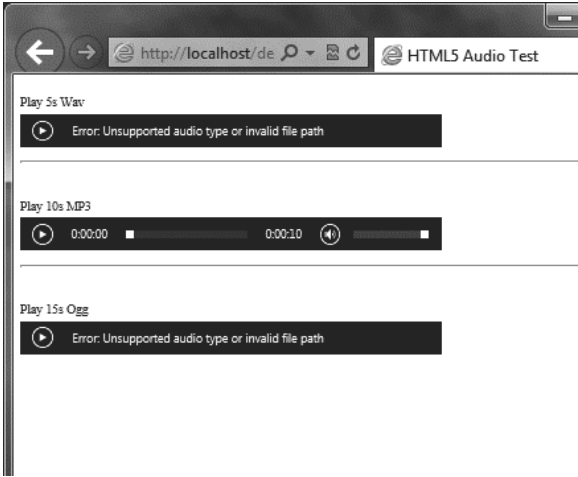 http://localhost/de
HTML5 Audio Test
Play 5s Wav
Error: Unsupported audio type or invalid file path
Play 10s MP3
0:00:00 0:00:10
Play 15s Ogg
Error: Unsupported audio type or invalid file path